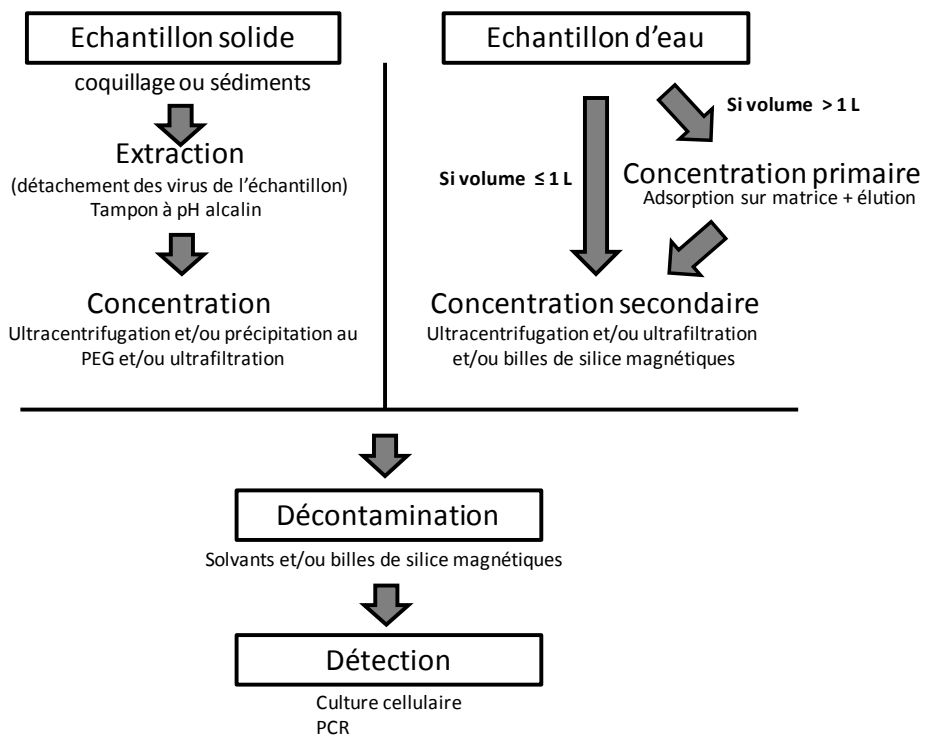 Echantillon solide
coquillage ou sédiments
Extraction
(détachement des virus de l'échantillon)
Tampon à pH alcalin
Concentration
Ultracentrifugation et/ou précipitation au
PEG et/ou ultrafiltration
Echantillon d'eau
Si volume > 1 L
Si volume ≤ 1 L
Concentration primaire
Adsorption sur matrice + élution
Concentration secondaire
Ultracentrifugation et/ou ultrafiltration
et/ou billes de silice magnétiques
Décontamination
Solvants et/ou billes de silice magnétiques
Détection
Culture cellulaire
PCR